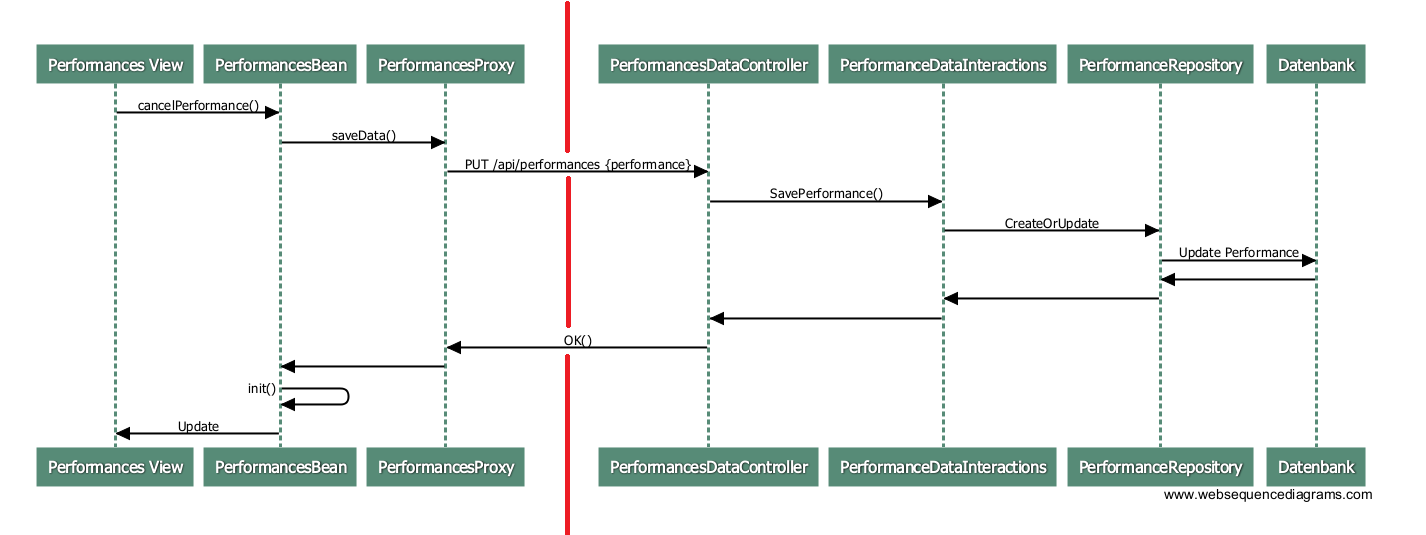 Performances View
PerformancesBean
PerformancesProxy
PerformancesDataController
PerformanceDataInteractions
PerformanceRepository
Datenbank
cancelPerformance()
saveData()
PUT /api/performances {performance}
SavePerformance()
CreateOrUpdate
Update Performance
OK()
init()
Update
Performances View
PerformancesBean
PerformancesProxy
PerformancesDataController
PerformanceDataInteractions
PerformanceRepository
Datenbank
www.websequencediagrams.com